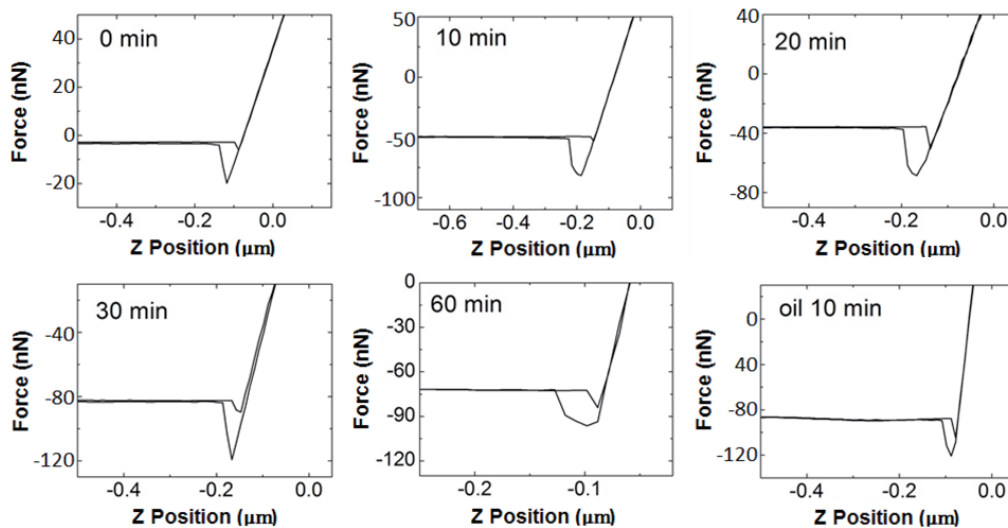 0 min
40
20
0
-20
Force (nN)
-0.4
-0.2
0.0
Z Position (µm)
10 min
50
0
-50
-100
Force (nN)
-0.6
-0.4
-0.2
0.0
Z Position (µm)
20 min
40
0
-40
-80
Force (nN)
-0.4
-0.2
0.0
Z Position (µm)
30 min
-40
-80
-120
Force (nN)
-0.4
-0.2
0.0
Z Position (µm)
60 min
0
-30
-60
-90
-120
Force (nN)
-0.2
-0.1
Z Position (µm)
oil 10 min
0
-40
-80
-120
Force (nN)
-0.4
-0.2
0.0
Z Position (µm)